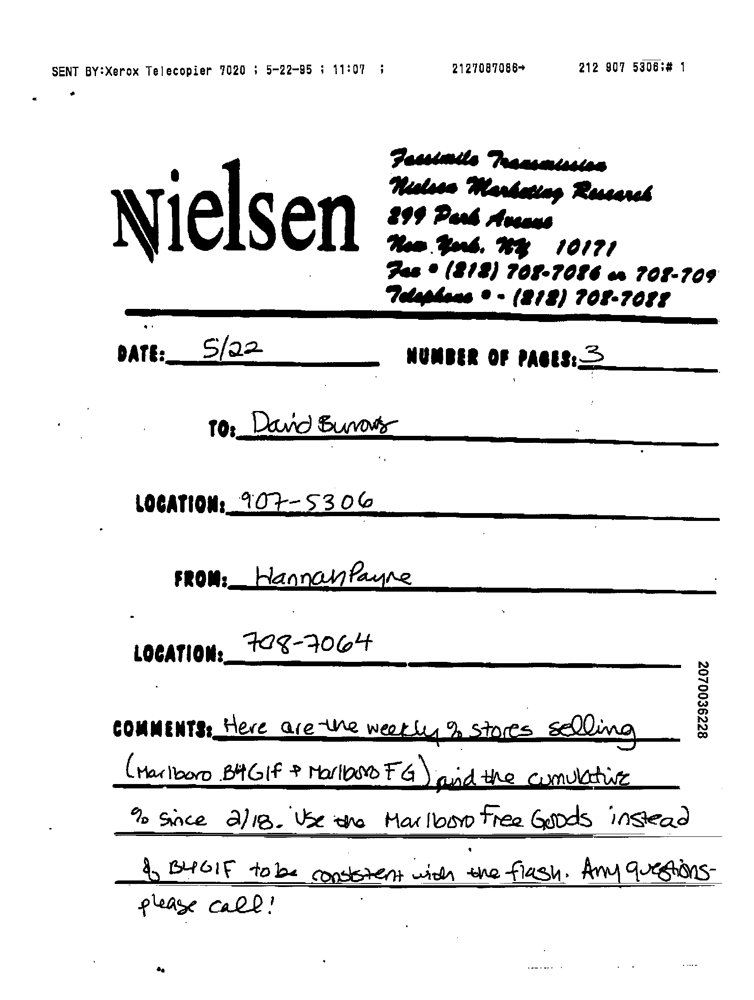 SENT BY:Xerox Telecopier 7020 ; 5-22-95 ; 11:07 ; 2127087086→ 212 907 5306;# 1
Nielsen
Facsimile Transmission
Nielsen Marketing Research
299 Park Avenue
New York, NY 10171
Fax • (212) 708-7086 or 708-709
Telephone • - (212) 708-7088
DATE: 5/22 NUMBER OF PAGES: 3
TO: David Burrows
LOCATION: 907-5306
FROM: Hannah Payne
LOCATION: 708-7064
2070036228
COMMENTS: Here are the weekly % stores selling
(Marlboro B4G1F + Marlboro FG) and the cumulative
% since 2/18. Use the Marlboro Free Goods instead
of B4G1F to be consistent with the flash. Any questions-
please call!